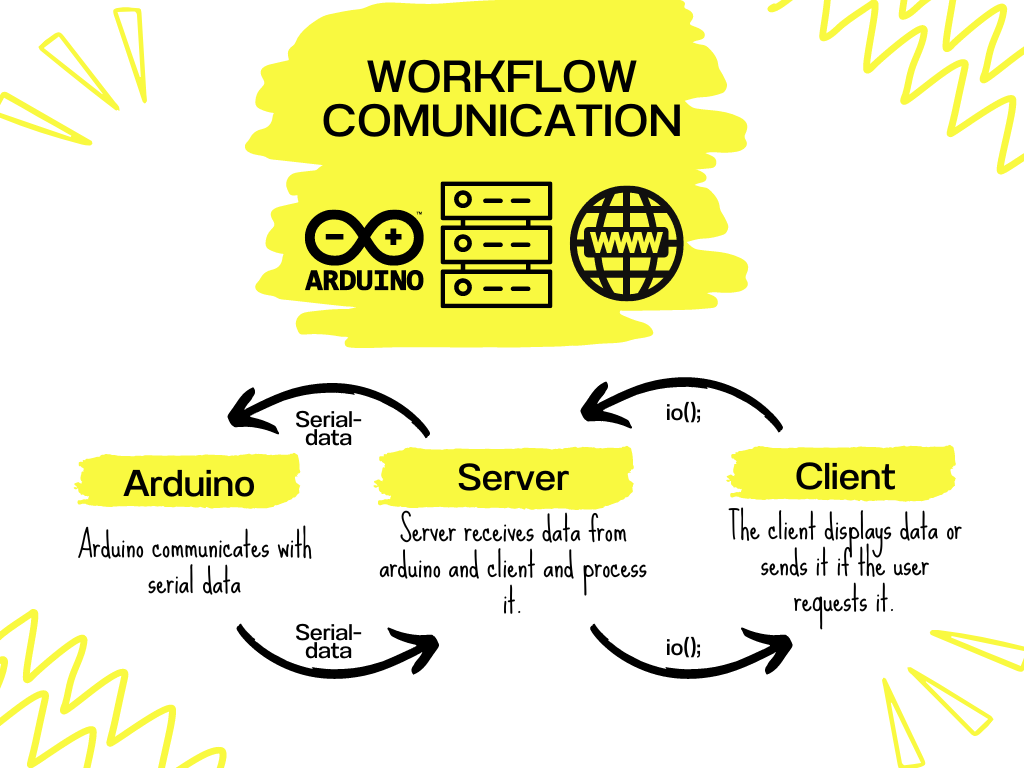 WORKFLOW
COMUNICATION
WWW
™
ARDUINO
Serial-
data
io();
Arduino
Server
Client
Arduino communicates with
serial data
Server receives data from
arduino and client and process
it.
The client displays data or
sends it if the user
requests it.
Serial-
data
io();